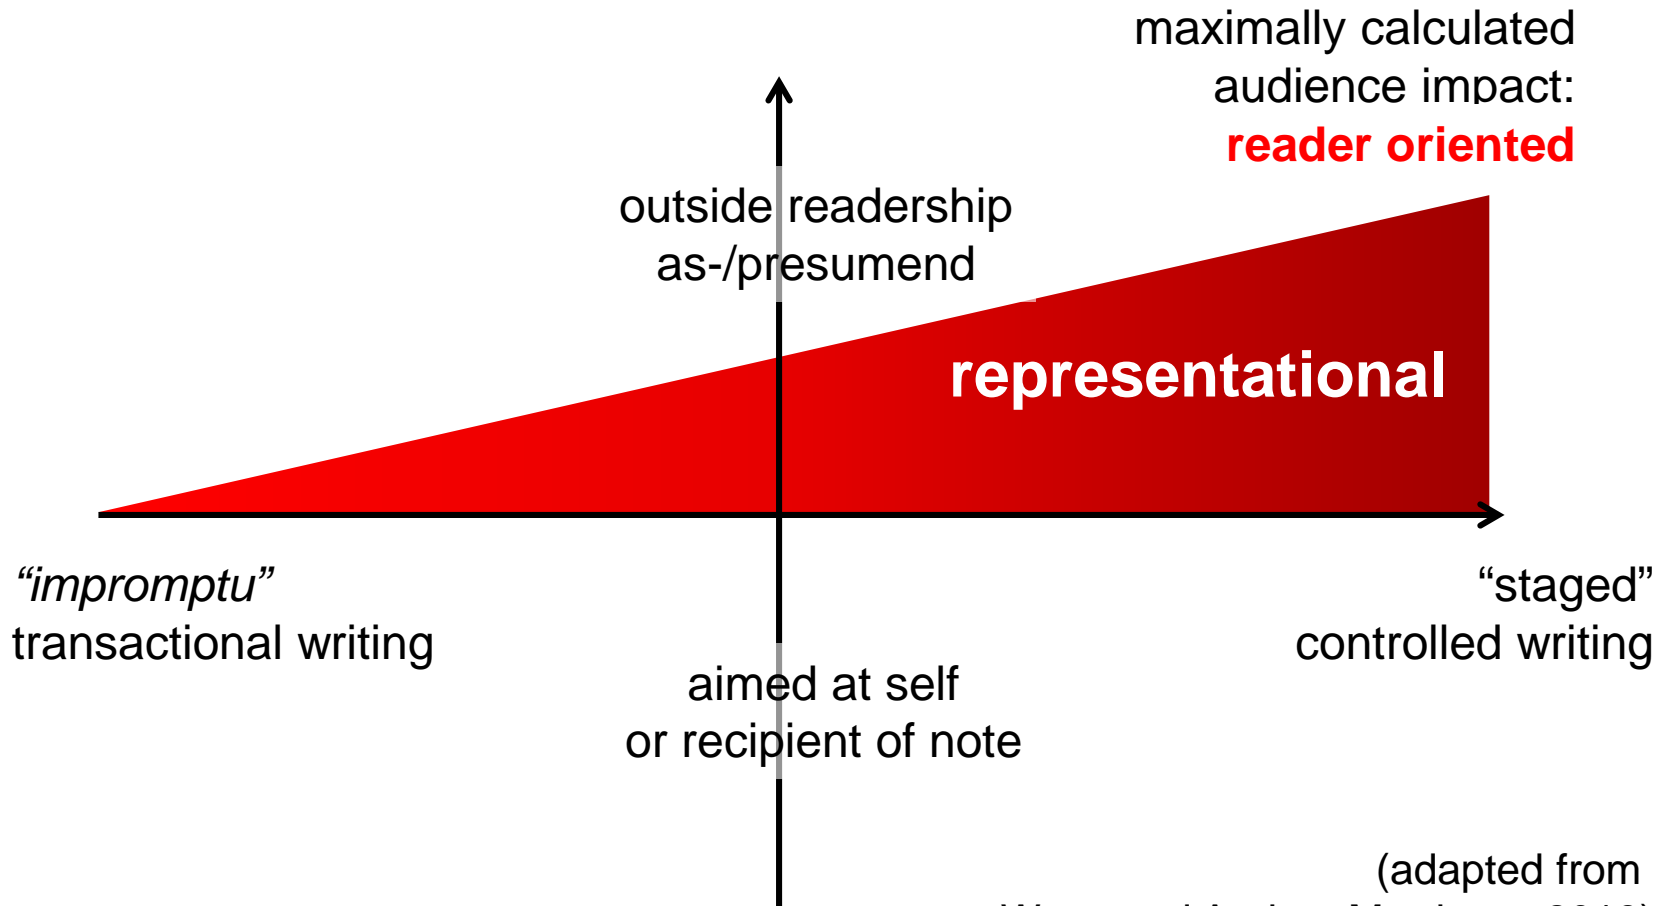 maximally calculated
audience impact:
reader oriented
outside readership
as-/presumend
representational
“impromptu”
transactional writing
“staged”
controlled writing
aimed at self
or recipient of note
(adapted from